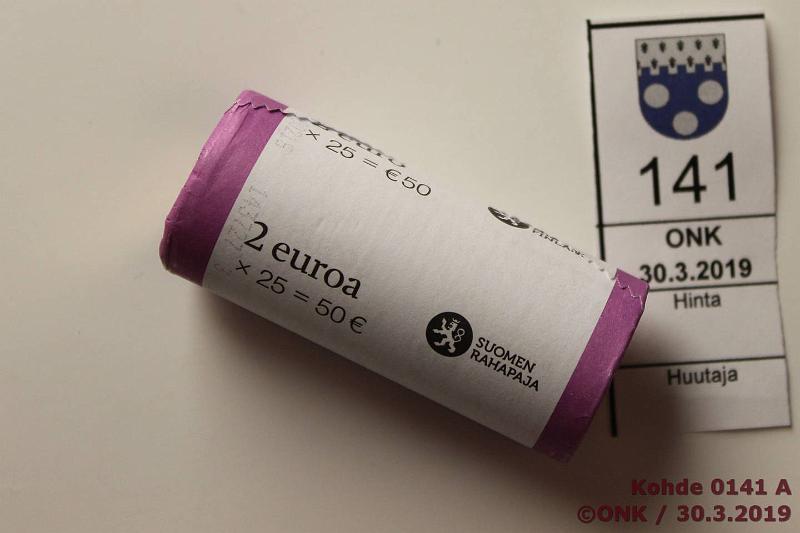 × 25 = €50
2 euroa
× 25 = 50 €
SUOMEN
RAHAPAJA
141
ONK
30.3.2019
Hinta
Huutaja
Kohde 0141 A
©ONK / 30.3.2019